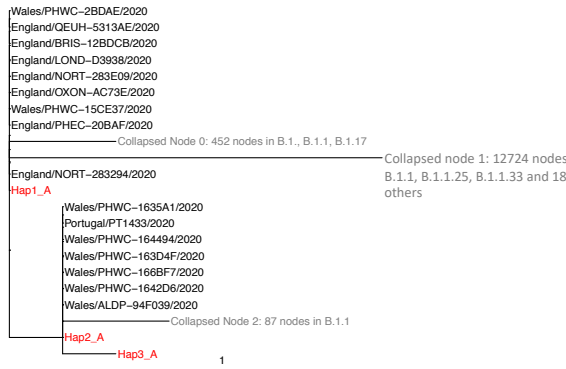 Wales/PHWC−2BDAE/2020
England/QEUH−5313AE/2020
England/BRIS−12BDCB/2020
England/LOND−D3938/2020
England/NORT−283E09/2020
England/OXON−AC73E/2020
Wales/PHWC−15CE37/2020
England/PHEC−20BAF/2020
Collapsed Node 0: 452 nodes in B.1., B.1.1, B.1.17
Collapsed node 1: 12724 nodes
B.1.1, B.1.1.25, B.1.1.33 and 18
others
England/NORT−283294/2020
Hap1_A
Wales/PHWC−1635A1/2020
Portugal/PT1433/2020
Wales/PHWC−164494/2020
Wales/PHWC−163D4F/2020
Wales/PHWC−166BF7/2020
Wales/PHWC−1642D6/2020
Wales/ALDP−94F039/2020
Collapsed Node 2: 87 nodes in B.1.1
Hap2_A
Hap3_A
1